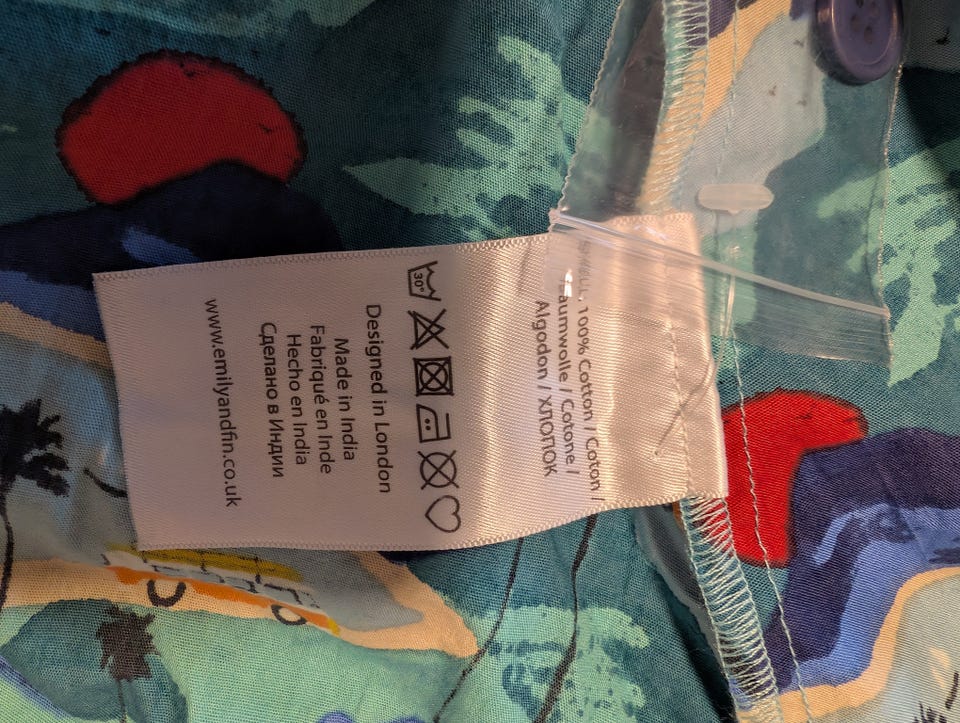 SHELL, 100% Cotton / Coton /
Baumwolle / Cotone /
Algodon / ХЛОПОК
30°
Designed in London
Made in India
Fabriqué en Inde
Hecho en India
Сделано в Индии
www.emilyandfin.co.uk